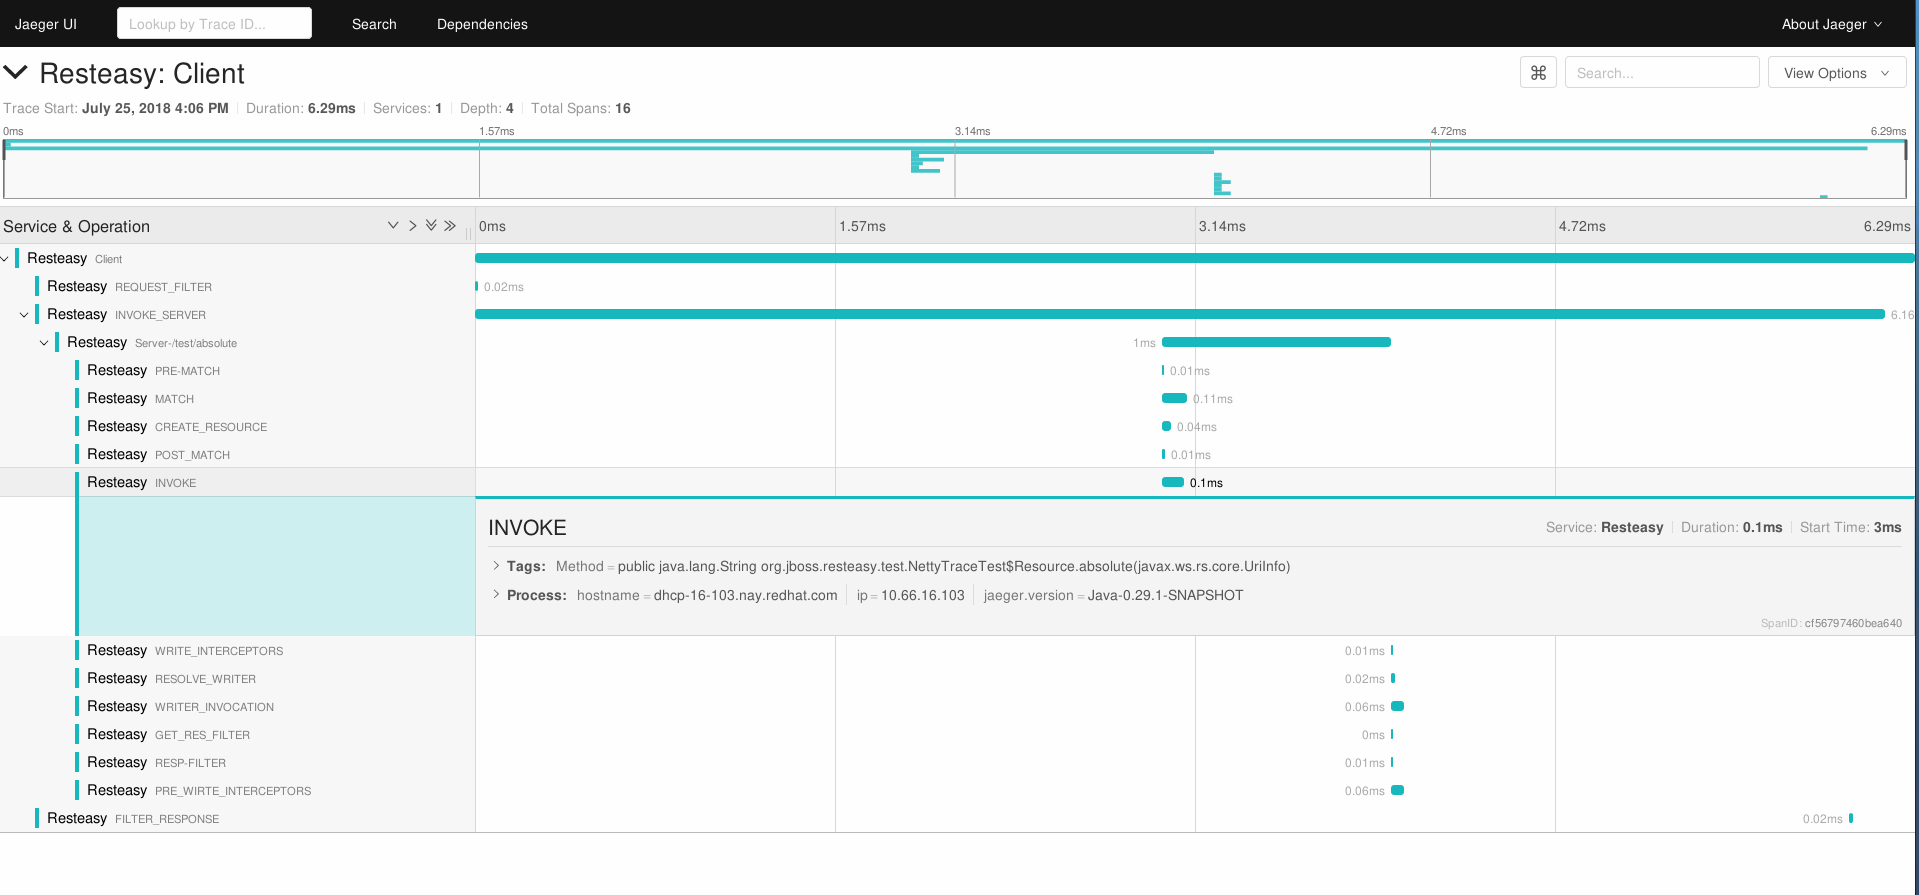 Jaeger UI Lookup by Trace ID... Search Dependencies About Jaeger
Resteasy: Client ⌘ Search... View Options
Trace Start: July 25, 2018 4:06 PM Duration: 6.29ms Services: 1 Depth: 4 Total Spans: 16
0ms 1.57ms 3.14ms 4.72ms 6.29ms
Service & Operation 0ms 1.57ms 3.14ms 4.72ms 6.29ms
Resteasy Client
Resteasy REQUEST_FILTER 0.02ms
Resteasy INVOKE_SERVER 6.16
Resteasy Server-/test/absolute 1ms
Resteasy PRE-MATCH 0.01ms
Resteasy MATCH 0.11ms
Resteasy CREATE_RESOURCE 0.04ms
Resteasy POST_MATCH 0.01ms
Resteasy INVOKE 0.1ms
INVOKE Service: Resteasy Duration: 0.1ms Start Time: 3ms
Tags: Method = public java.lang.String org.jboss.resteasy.test.NettyTraceTest$Resource.absolute(javax.ws.rs.core.UriInfo)
Process: hostname = dhcp-16-103.nay.redhat.com ip = 10.66.16.103 jaeger.version = Java-0.29.1-SNAPSHOT
SpanID: cf56797460bea640
Resteasy WRITE_INTERCEPTORS 0.01ms
Resteasy RESOLVE_WRITER 0.02ms
Resteasy WRITER_INVOCATION 0.06ms
Resteasy GET_RES_FILTER 0ms
Resteasy RESP-FILTER 0.01ms
Resteasy PRE_WIRTE_INTERCEPTORS 0.06ms
Resteasy FILTER_RESPONSE 0.02ms